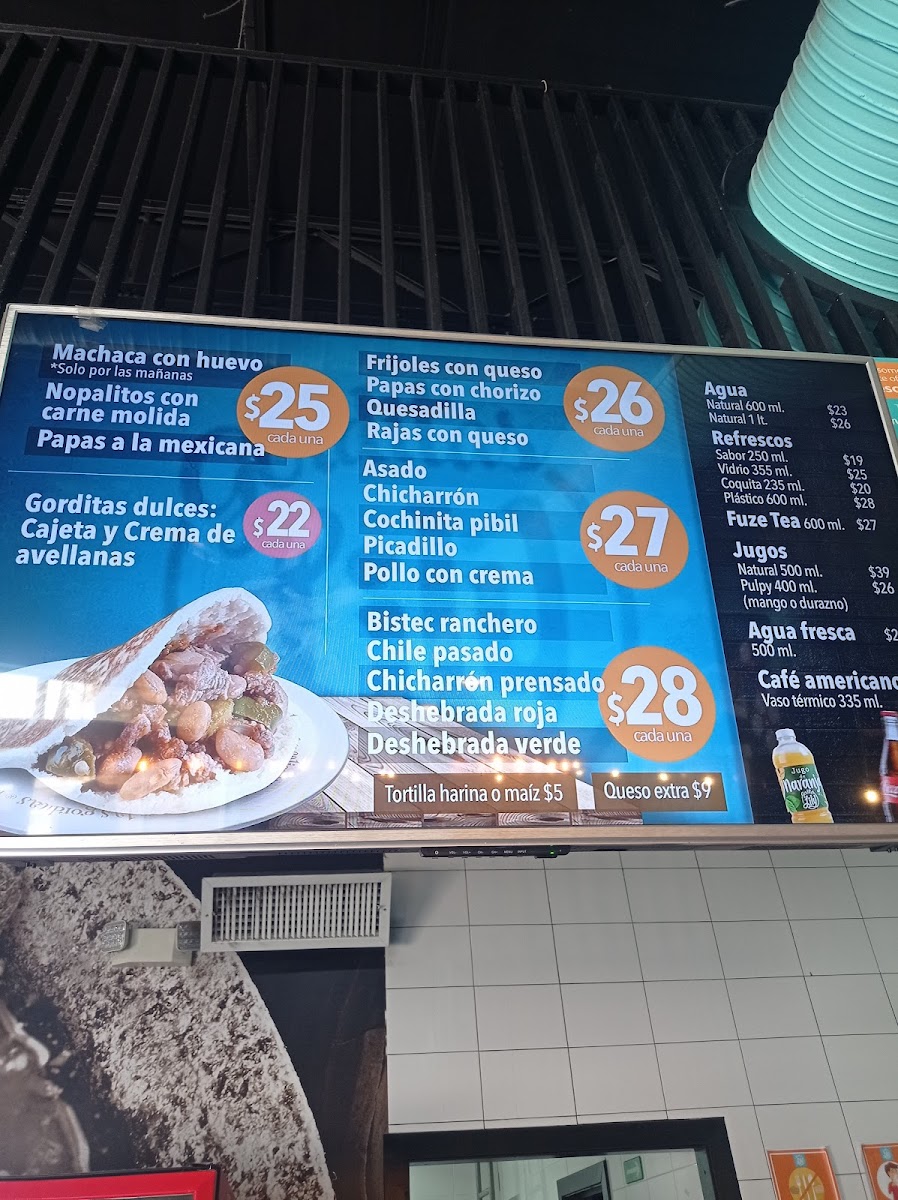 Machaca con huevo
*Solo por las mañanas
Nopalitos con
carne molida
Papas a la mexicana
$25
cada una
Gorditas dulces:
Cajeta y Crema de
avellanas
$22
cada una
Frijoles con queso
Papas con chorizo
Quesadilla
Rajas con queso
$26
cada una
Asado
Chicharrón
Cochinita pibil
Picadillo
Pollo con crema
$27
cada una
Bistec ranchero
Chile pasado
Chicharrón prensado
Deshebrada roja
Deshebrada verde
$28
cada una
Tortilla harina o maíz $5
Queso extra $9
Agua
Natural 600 ml. $23
Natural 1 lt. $26
Refrescos
Sabor 250 ml. $19
Vidrio 355 ml. $25
Coquita 235 ml. $20
Plástico 600 ml. $28
Fuze Tea 600 ml. $27
Jugos
Natural 500 ml. $39
Pulpy 400 ml. $26
(mango o durazno)
Agua fresca
500 ml.
Café americano
Vaso térmico 335 ml.
Jugo